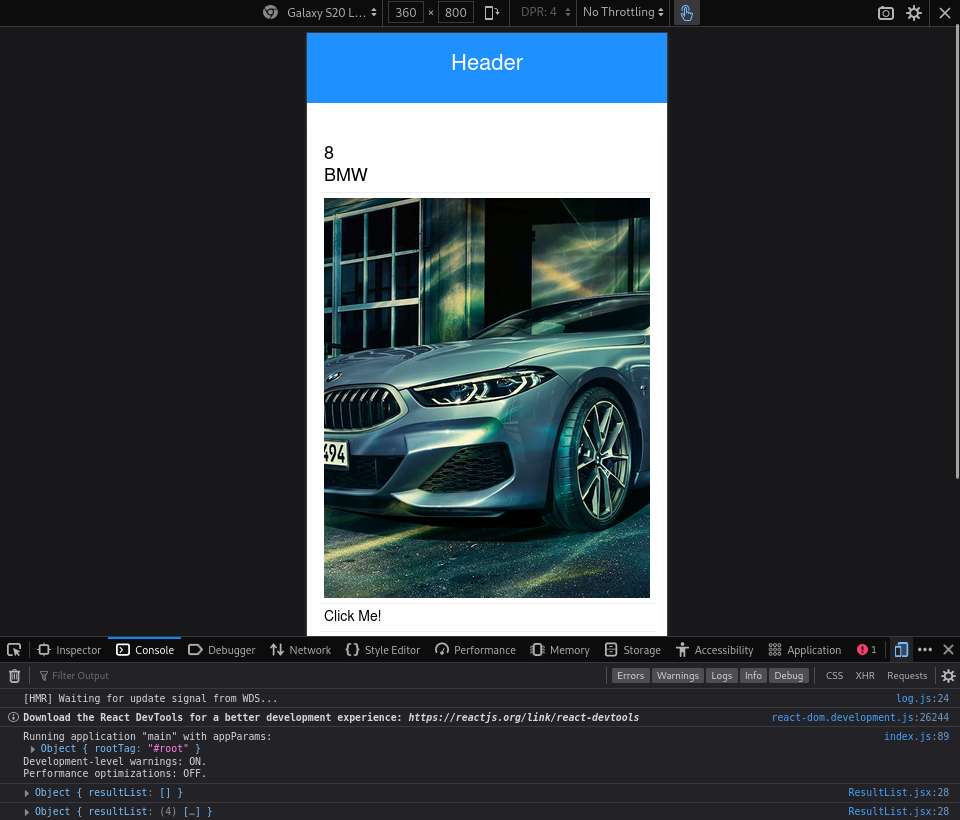 Galaxy S20 L... 360 × 800 DPR: 4 No Throttling
Header
8
BMW
494
Click Me!
Inspector Console Debugger Network Style Editor Performance Memory Storage Accessibility Application 1
Filter Output Errors Warnings Logs Info Debug CSS XHR Requests
[HMR] Waiting for update signal from WDS... log.js:24
Download the React DevTools for a better development experience: https://reactjs.org/link/react-devtools react-dom.development.js:26244
Running application "main" with appParams: index.js:89
Object { rootTag: "#root" }
Development-level warnings: ON.
Performance optimizations: OFF.
Object { resultList: [] } ResultList.jsx:28
Object { resultList: (4) […] } ResultList.jsx:28